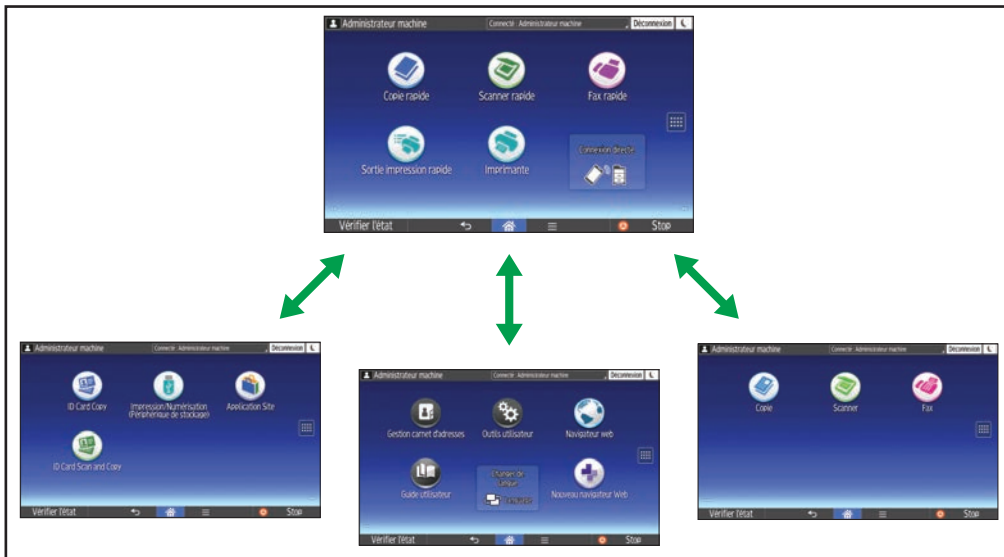 Administrateur machine
Connecté : Administrateur machine
Déconnexion
Copie rapide
Scanner rapide
Fax rapide
Sortie impression rapide
Imprimante
Connexion directe
Vérifier l'état
Stop
Administrateur machine
Connecté : Administrateur machine
Déconnexion
ID Card Copy
Impression/Numérisation
(Périphérique de stockage)
Application Site
ID Card Scan and Copy
Vérifier l'état
Stop
Administrateur machine
Connecté : Administrateur machine
Déconnexion
Gestion carnet d'adresses
Outils utilisateur
Navigateur web
Guide utilisateur
Changer de
langue
Nouveau navigateur Web
Vérifier l'état
Stop
Administrateur machine
Connecté : Administrateur machine
Déconnexion
Copie
Scanner
Fax
Vérifier l'état
Stop